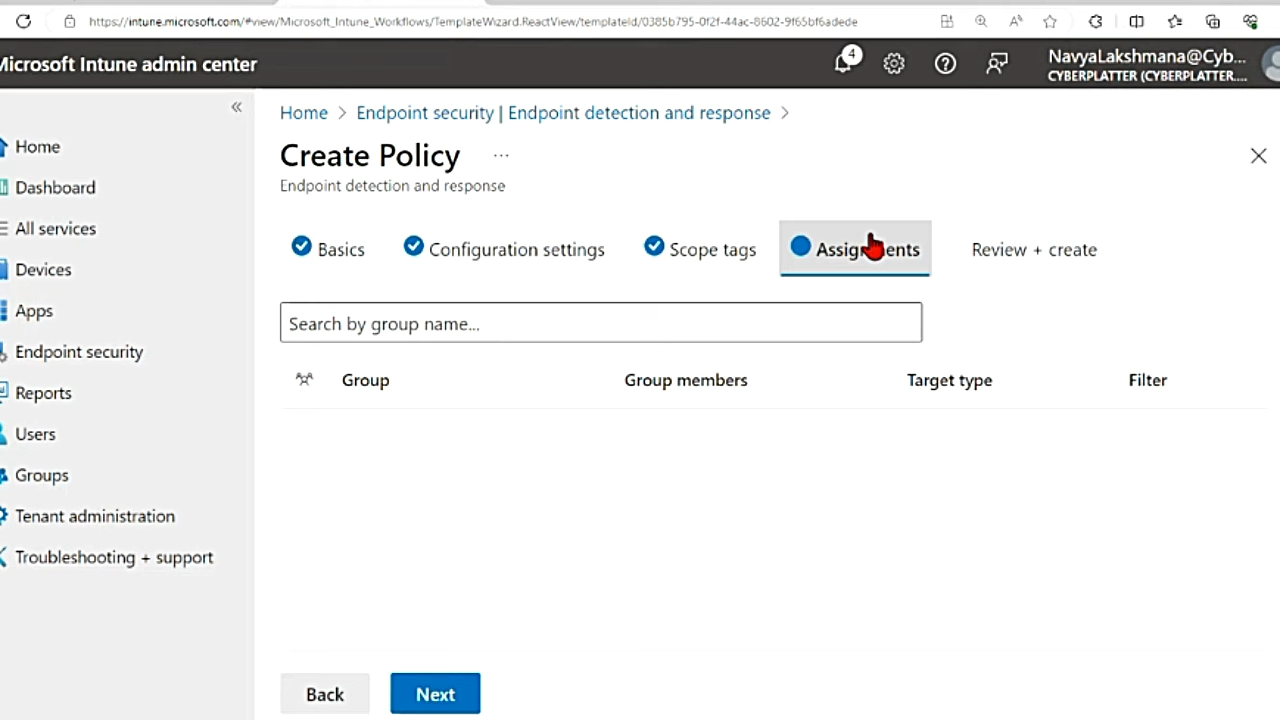 https://intune.microsoft.com/#view/Microsoft_Intune_Workflows/TemplateWizard.ReactView/templateId/0385b795-0f2f-44ac-8602-9f65bf6adede
Microsoft Intune admin center
4
NavyaLakshmana@Cyb...
CYBERPLATTER (CYBERPLATTER....
Home > Endpoint security | Endpoint detection and response >
Create Policy ...
Endpoint detection and response
Home
Dashboard
All services
Devices
Apps
Endpoint security
Reports
Users
Groups
Tenant administration
Troubleshooting + support
Basics
Configuration settings
Scope tags
Assignments
Review + create
Search by group name...
Group
Group members
Target type
Filter
Back
Next